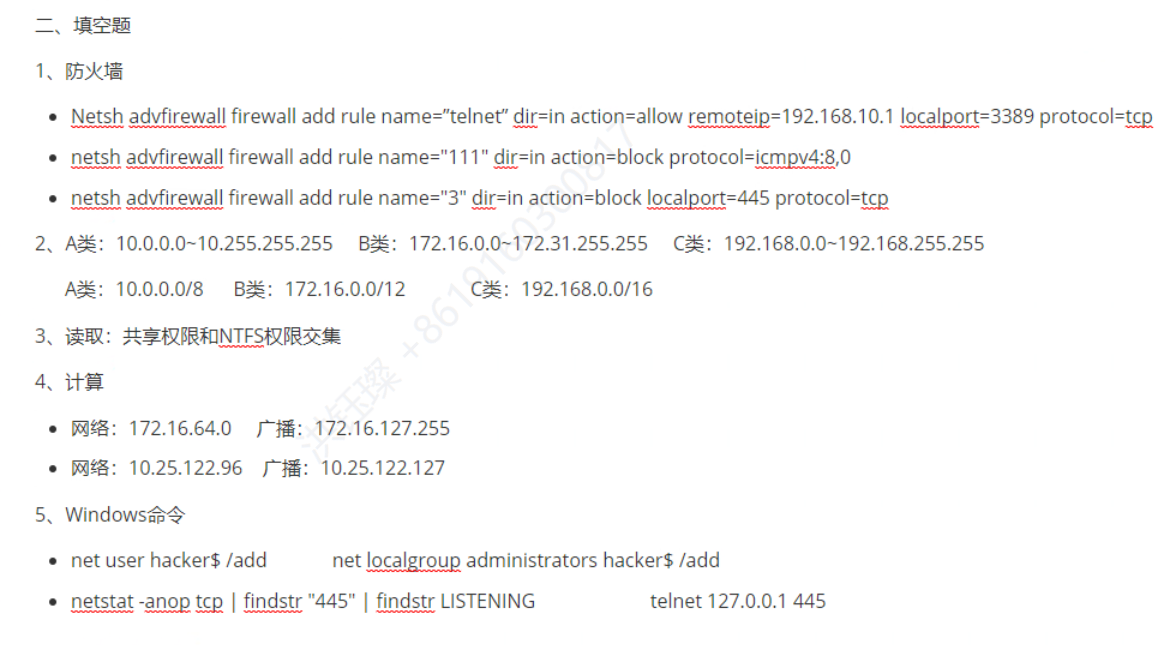 二、填空题
1、防火墙
• Netsh advfirewall firewall add rule name=”telnet” dir=in action=allow remoteip=192.168.10.1 localport=3389 protocol=tcp
• netsh advfirewall firewall add rule name="111" dir=in action=block protocol=icmpv4:8,0
• netsh advfirewall firewall add rule name="3" dir=in action=block localport=445 protocol=tcp
2、A类：10.0.0.0~10.255.255.255 B类：172.16.0.0~172.31.255.255 C类：192.168.0.0~192.168.255.255
A类：10.0.0.0/8 B类：172.16.0.0/12 C类：192.168.0.0/16
3、读取：共享权限和NTFS权限交集
4、计算
• 网络：172.16.64.0 广播：172.16.127.255
• 网络：10.25.122.96 广播：10.25.122.127
5、Windows命令
• net user hacker$ /add net localgroup administrators hacker$ /add
• netstat -anop tcp | findstr "445" | findstr LISTENING telnet 127.0.0.1 445